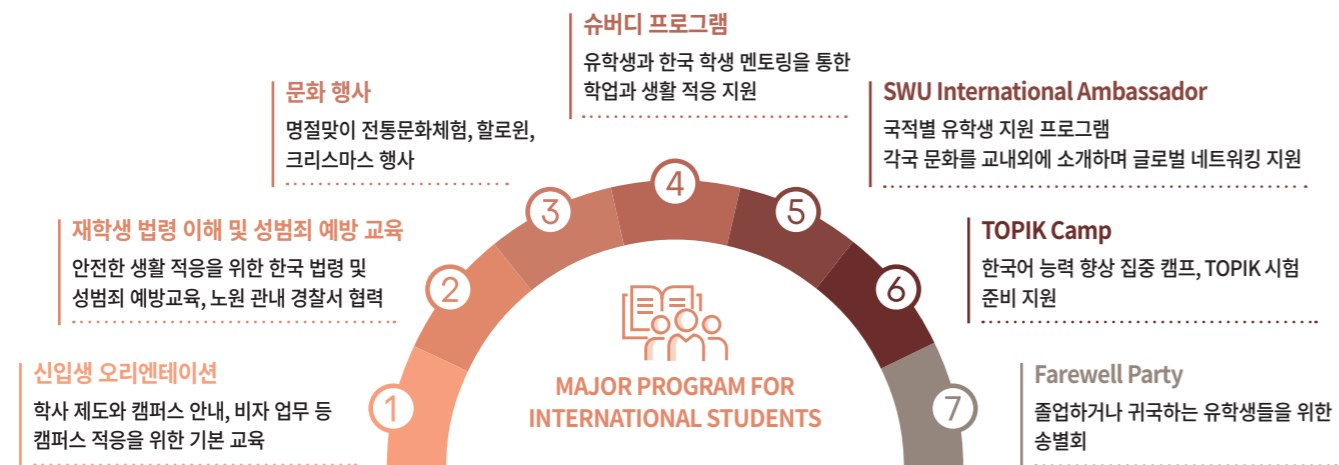 슈버디 프로그램
유학생과 한국 학생 멘토링을 통한
학업과 생활 적응 지원
문화 행사
명절맞이 전통문화체험, 할로윈,
크리스마스 행사
SWU International Ambassador
국적별 유학생 지원 프로그램
각국 문화를 교내외에 소개하며 글로벌 네트워킹 지원
재학생 법령 이해 및 성범죄 예방 교육
안전한 생활 적응을 위한 한국 법령 및
성범죄 예방교육, 노원 관내 경찰서 협력
TOPIK Camp
한국어 능력 향상 집중 캠프, TOPIK 시험
준비 지원
신입생 오리엔테이션
학사 제도와 캠퍼스 안내, 비자 업무 등
캠퍼스 적응을 위한 기본 교육
Farewell Party
졸업하거나 귀국하는 유학생들을 위한
송별회
1
2
3
4
5
6
7
MAJOR PROGRAM FOR
INTERNATIONAL STUDENTS